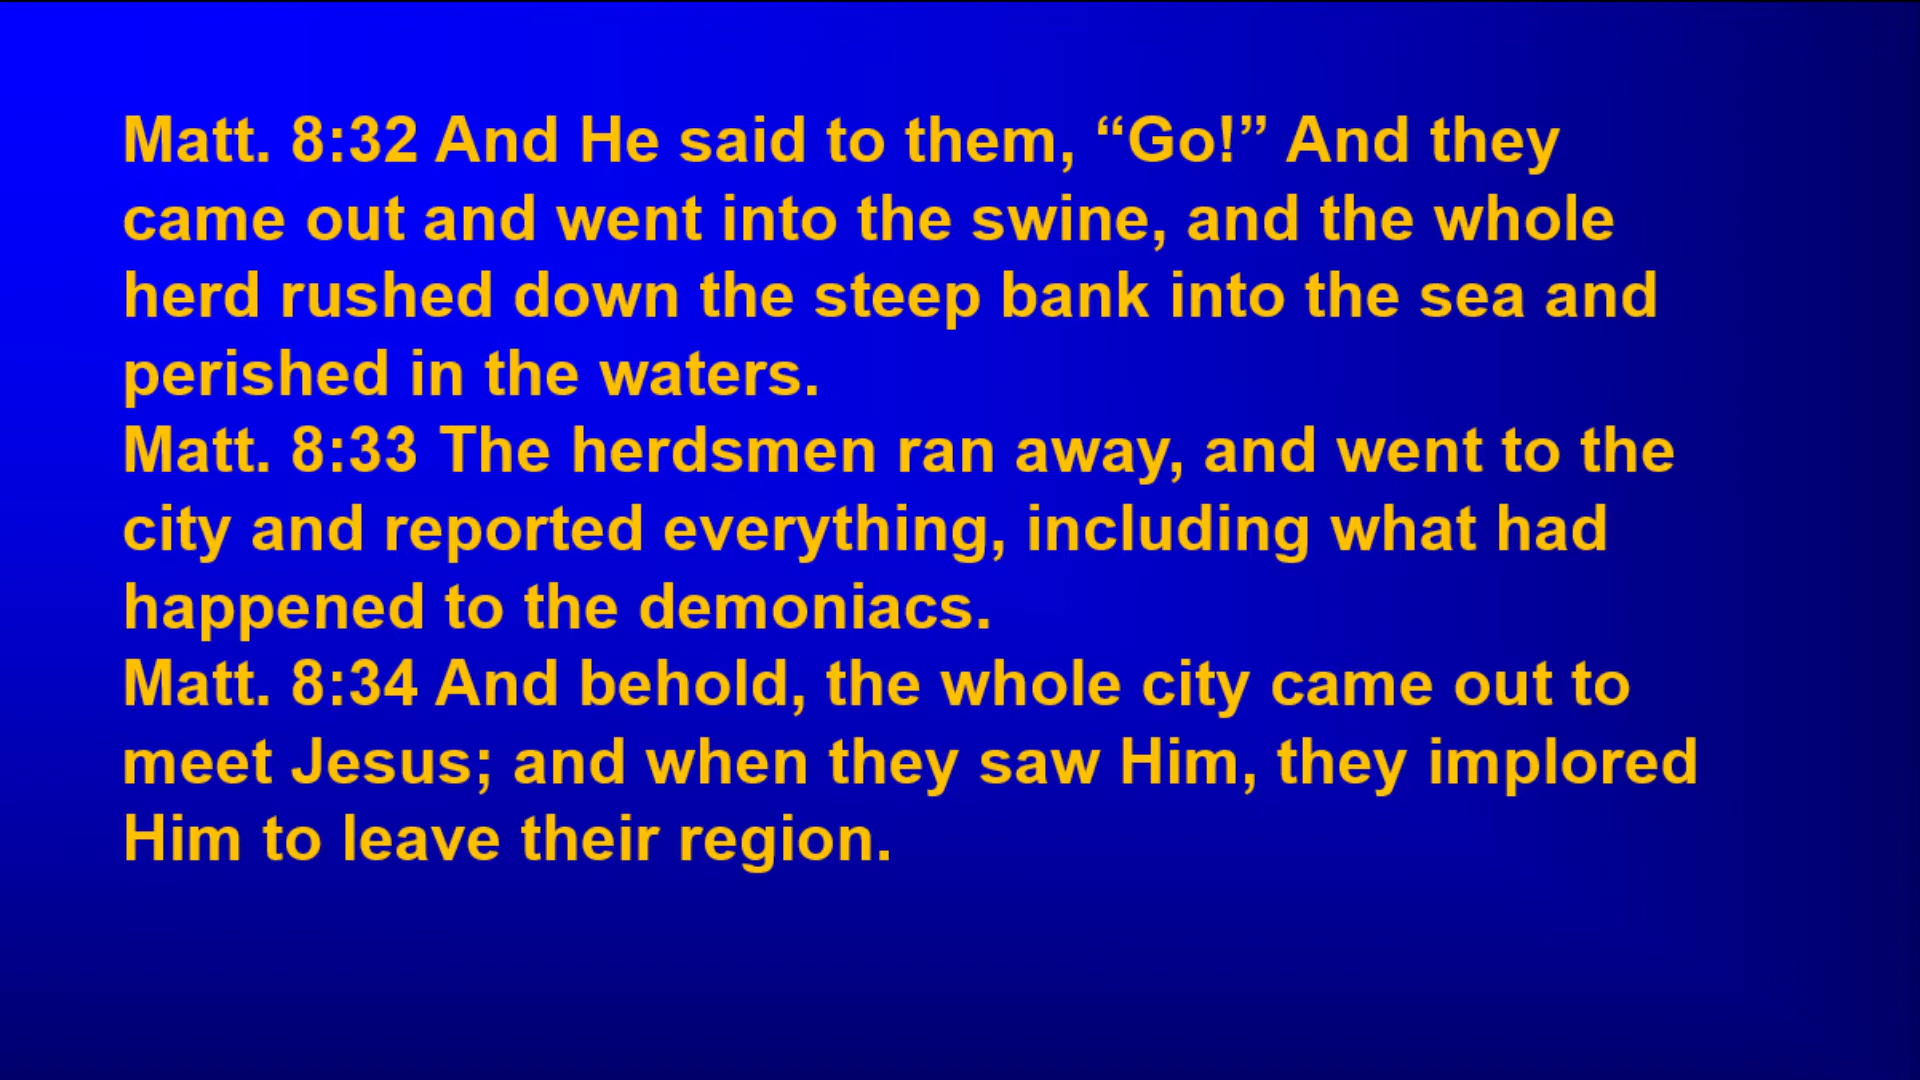 Matt. 8:32 And He said to them, “Go!” And they
came out and went into the swine, and the whole
herd rushed down the steep bank into the sea and
perished in the waters.
Matt. 8:33 The herdsmen ran away, and went to the
city and reported everything, including what had
happened to the demoniacs.
Matt. 8:34 And behold, the whole city came out to
meet Jesus; and when they saw Him, they implored
Him to leave their region.